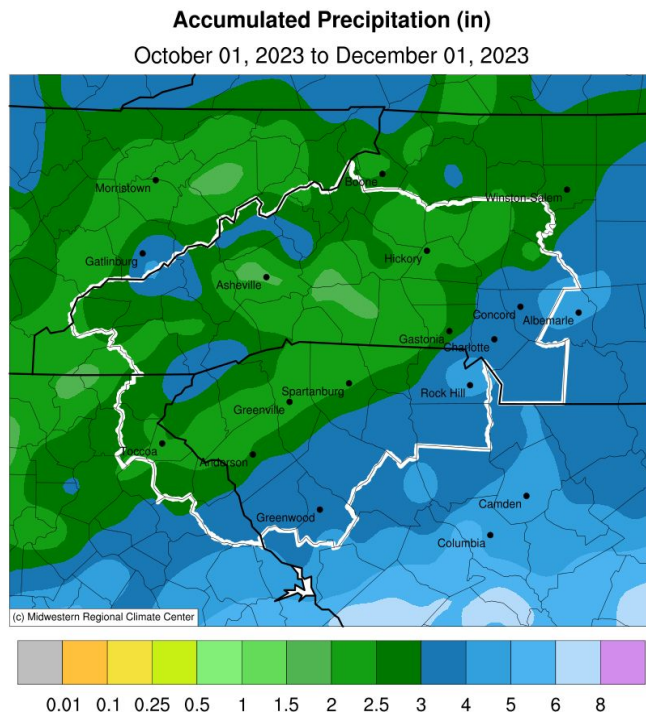 Accumulated Precipitation (in)
October 01, 2023 to December 01, 2023
Boone
Morristown
Winston-Salem
Gatlinburg
Hickory
Asheville
Concord
Albemarle
Gastonia
Charlotte
Spartanburg
Rock Hill
Greenville
Toccoa
Anderson
Camden
Greenwood
Columbia
(c) Midwestern Regional Climate Center
0.01 0.1 0.25 0.5 1 1.5 2 2.5 3 4 5 6 8